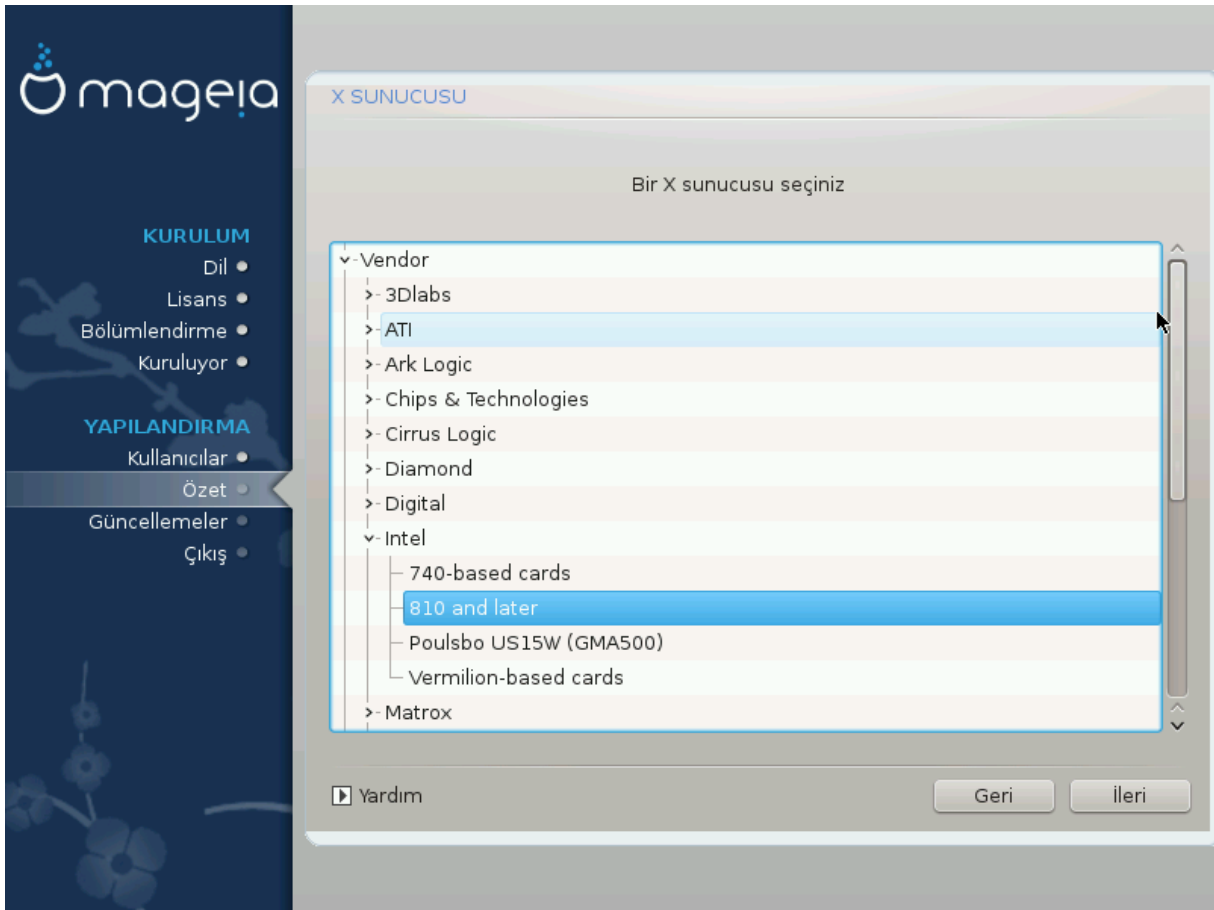 mageia
KURULUM
Dil
Lisans
Bölümlendirme
Kuruluyor
YAPILANDIRMA
Kullanıcılar
Özet
Güncellemeler
Çıkış
X SUNUCUSU
Bir X sunucusu seçiniz
Vendor
3Dlabs
ATI
Ark Logic
Chips & Technologies
Cirrus Logic
Diamond
Digital
Intel
740-based cards
810 and later
Poulsbo US15W (GMA500)
Vermilion-based cards
Matrox
Yardım
Geri
İleri